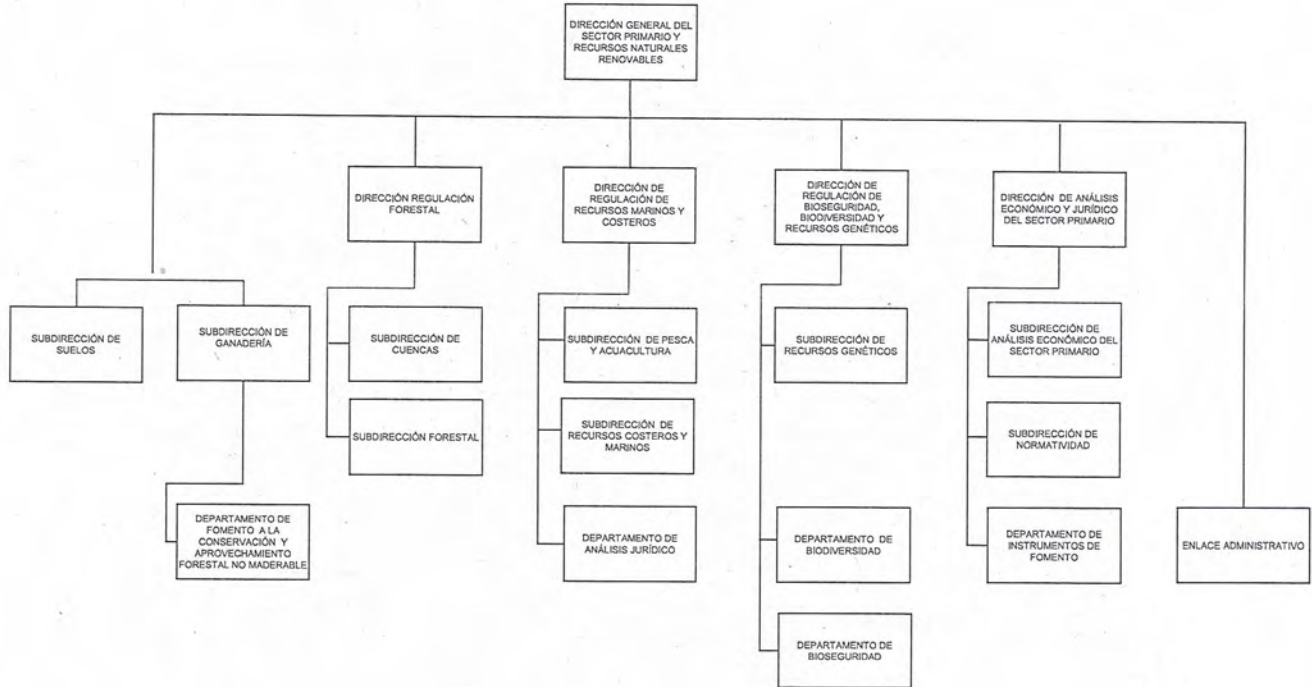 DIRECCIÓN GENERAL DEL
SECTOR PRIMARIO Y
RECURSOS NATURALES
RENOVABLES
DIRECCIÓN REGULACIÓN
FORESTAL
DIRECCIÓN DE
REGULACIÓN DE
RECURSOS MARINOS Y
COSTEROS
DIRECCIÓN DE
REGULACIÓN DE
BIOSEGURIDAD,
BIODIVERSIDAD Y
RECURSOS GENÉTICOS
DIRECCIÓN DE ANÁLISIS
ECONÓMICO Y JURÍDICO
DEL SECTOR PRIMARIO
SUBDIRECCIÓN DE
SUELOS
SUBDIRECCIÓN DE
GANADERÍA
SUBDIRECCIÓN DE
CUENCAS
SUBDIRECCIÓN DE PESCA
Y ACUACULTURA
SUBDIRECCIÓN DE
RECURSOS GENÉTICOS
SUBDIRECCIÓN DE
ANÁLISIS ECONÓMICO DEL
SECTOR PRIMARIO
SUBDIRECCIÓN FORESTAL
SUBDIRECCIÓN DE
RECURSOS COSTEROS Y
MARINOS
SUBDIRECCIÓN DE
NORMATIVIDAD
DEPARTAMENTO DE
FOMENTO A LA
CONSERVACIÓN Y
APROVECHAMIENTO
FORESTAL NO MADERABLE
DEPARTAMENTO DE
ANÁLISIS JURÍDICO
DEPARTAMENTO DE
BIODIVERSIDAD
DEPARTAMENTO DE
INSTRUMENTOS DE
FOMENTO
ENLACE ADMINISTRATIVO
DEPARTAMENTO DE
BIOSEGURIDAD